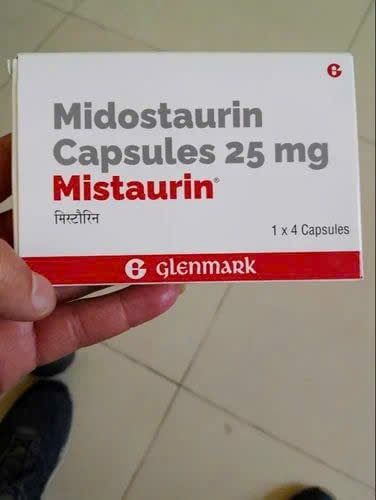 Midostaurin
Capsules 25 mg
Mistaurin®
मिस्टौरिन
1 x 4 Capsules
glenmark